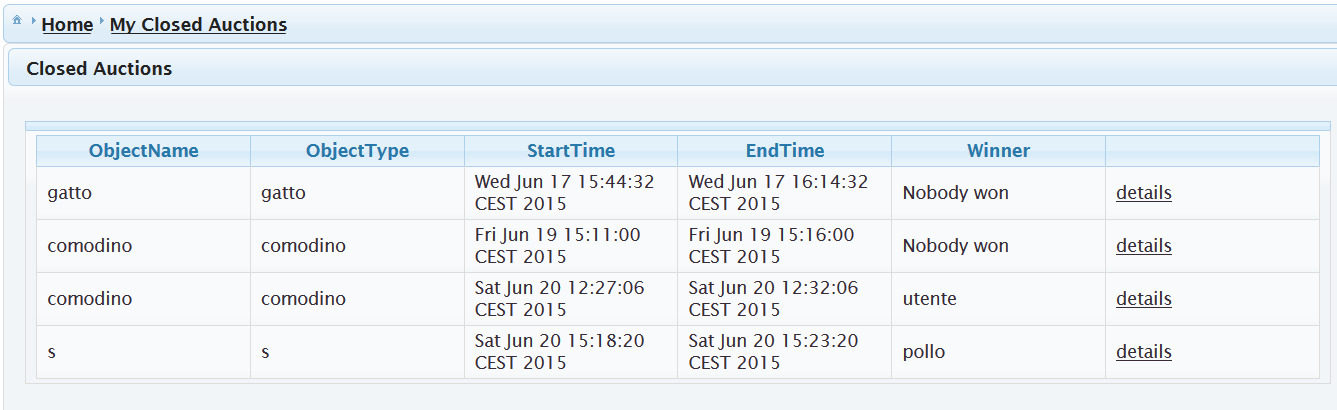 Home My Closed Auctions
Closed Auctions
ObjectName ObjectType StartTime EndTime Winner
gatto gatto Wed Jun 17 15:44:32 CEST 2015 Wed Jun 17 16:14:32 CEST 2015 Nobody won details
comodino comodino Fri Jun 19 15:11:00 CEST 2015 Fri Jun 19 15:16:00 CEST 2015 Nobody won details
comodino comodino Sat Jun 20 12:27:06 CEST 2015 Sat Jun 20 12:32:06 CEST 2015 utente details
s s Sat Jun 20 15:18:20 CEST 2015 Sat Jun 20 15:23:20 CEST 2015 pollo details